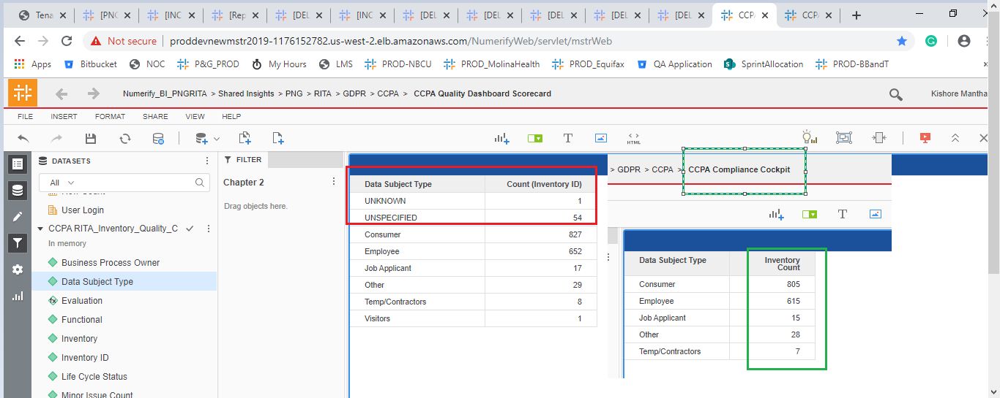 Tena
[PNG
[INC
[Rep
[DEL
[INC
[DEL
[DEL
[DEL
[DEL
CCPA
CCPA
Not secure
proddevnewmstr2019-1176152782.us-west-2.elb.amazonaws.com/NumerifyWeb/servlet/mstrWeb
Apps Bitbucket NOC P&G_PROD My Hours LMS PROD-NBCU PROD_MolinaHealth PROD_Equifax QA Application SprintAllocation PROD-BBandT
Numerify_BI_PNGRITA > Shared Insights > PNG > RITA > GDPR > CCPA > CCPA Quality Dashboard Scorecard
Kishore Mantha
FILE INSERT FORMAT SHARE VIEW HELP
HTML
DATASETS
All
User Login
CCPA RITA_Inventory_Quality_C
In memory
Business Process Owner
Data Subject Type
Evaluation
Functional
Inventory
Inventory ID
Life Cycle Status
Minor Issue Count
FILTER
Chapter 2
Drag objects here.
Data Subject Type Count (Inventory ID)
UNKNOWN 1
UNSPECIFIED 54
Consumer 827
Employee 652
Job Applicant 17
Other 29
Temp/Contractors 8
Visitors 1
> GDPR > CCPA > CCPA Compliance Cockpit
Data Subject Type Inventory
Count
Consumer 805
Employee 615
Job Applicant 15
Other 28
Temp/Contractors 7